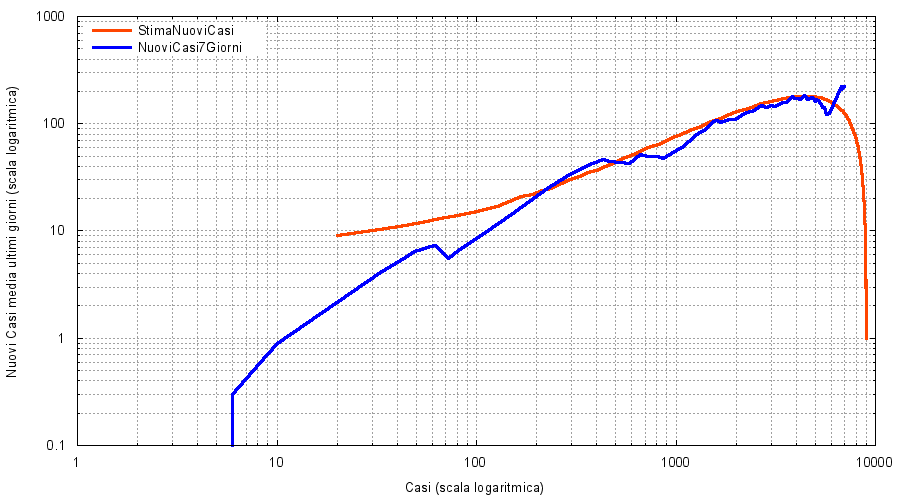 1000
StimaNuoviCasi
NuoviCasi7Giorni
100
10
1
0.1
Nuovi Casi media ultimi giorni (scala logaritmica)
1
10
100
1000
10000
Casi (scala logaritmica)